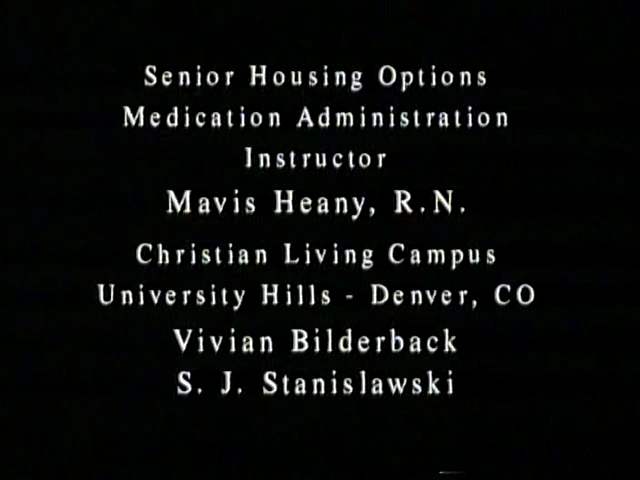 Senior Housing Options
Medication Administration
Instructor
Mavis Heany, R.N.
Christian Living Campus
University Hills - Denver, CO
Vivian Bilderback
S. J. Stanislawski